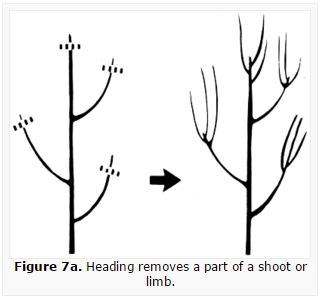 Figure 7a. Heading removes a part of a shoot or
limb.